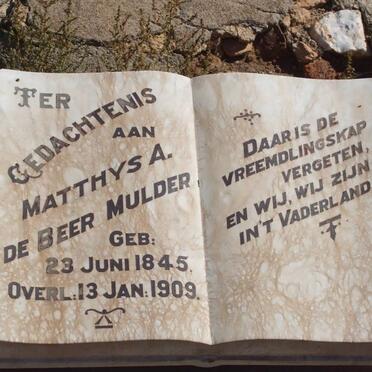 TER
GEDACHTENIS
AAN
MATTHYS A.
DE BEER MULDER
GEB:
23 JUNI 1845.
OVERL: 13 JAN: 1909.
DAAR IS DE
VREEMDLINGSKAP
VERGETEN,
EN WIJ, WIJ ZIJN
IN'T VADERLAND